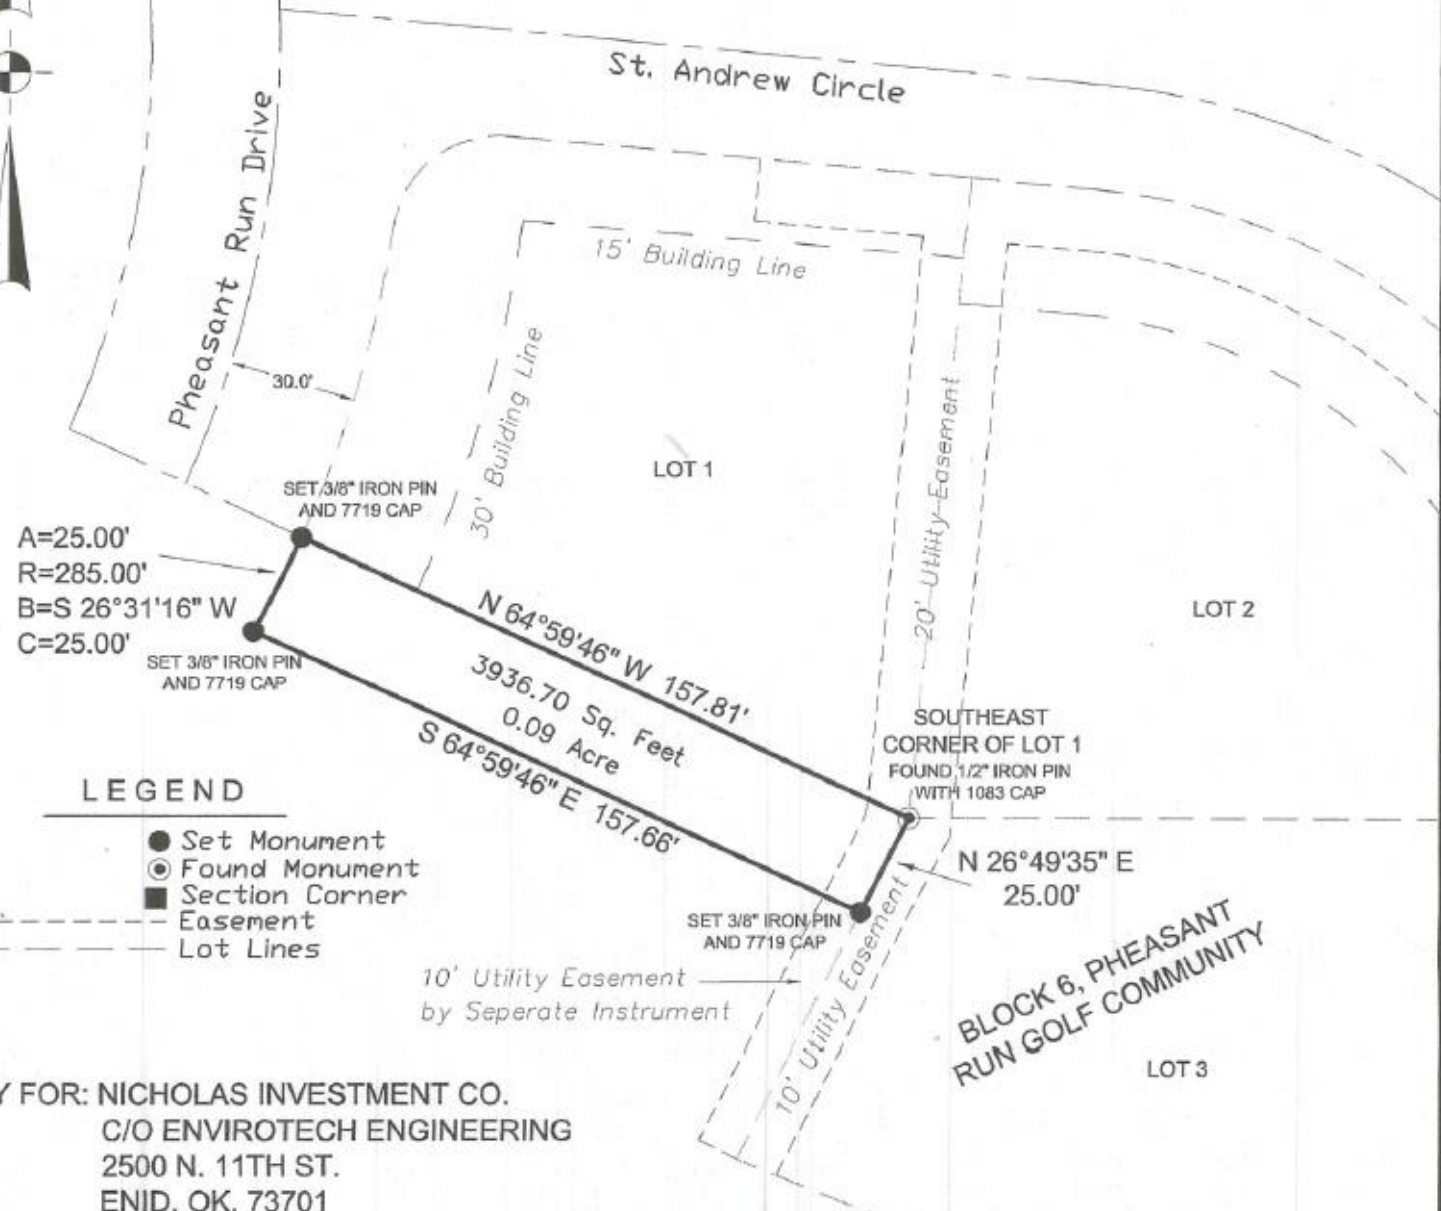 St. Andrew Circle
Pheasant Run Drive
15' Building Line
30' Building Line
30.0'
20' Utility Easement
LOT 1
SET 3/8" IRON PIN
AND 7719 CAP
A=25.00'
R=285.00'
B=S 26°31'16" W
C=25.00'
SET 3/8" IRON PIN
AND 7719 CAP
N 64°59'46" W 157.81'
3936.70 Sq. Feet
0.09 Acre
S 64°59'46" E 157.66'
LOT 2
SOUTHEAST
CORNER OF LOT 1
FOUND 1/2" IRON PIN
WITH 1083 CAP
N 26°49'35" E
25.00'
SET 3/8" IRON PIN
AND 7719 CAP
LEGEND
Set Monument
Found Monument
Section Corner
Easement
Lot Lines
10' Utility Easement
by Seperate Instrument
10' Utility Easement
BLOCK 6, PHEASANT
RUN GOLF COMMUNITY
LOT 3
Y FOR: NICHOLAS INVESTMENT CO.
C/O ENVIROTECH ENGINEERING
2500 N. 11TH ST.
ENID, OK. 73701